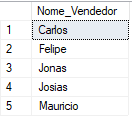 Nome_Vendedor
1 Carlos
2 Felipe
3 Jonas
4 Josias
5 Mauricio